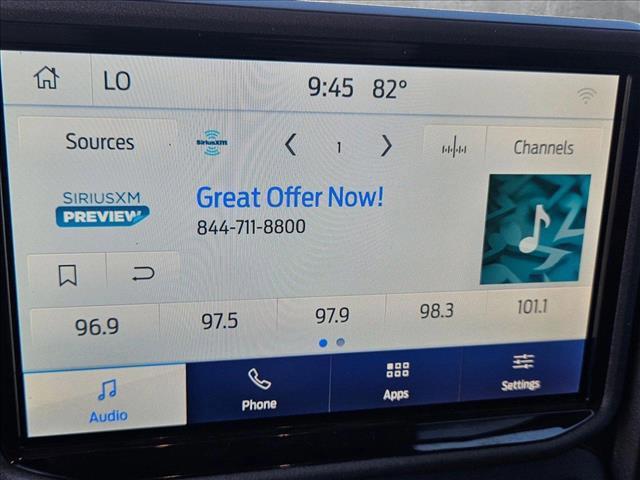 LO 9:45 82°
Sources SiriusXM 1 Channels
SIRIUSXM
PREVIEW
Great Offer Now!
844-711-8800
96.9 97.5 97.9 98.3 101.1
Audio Phone Apps Settings